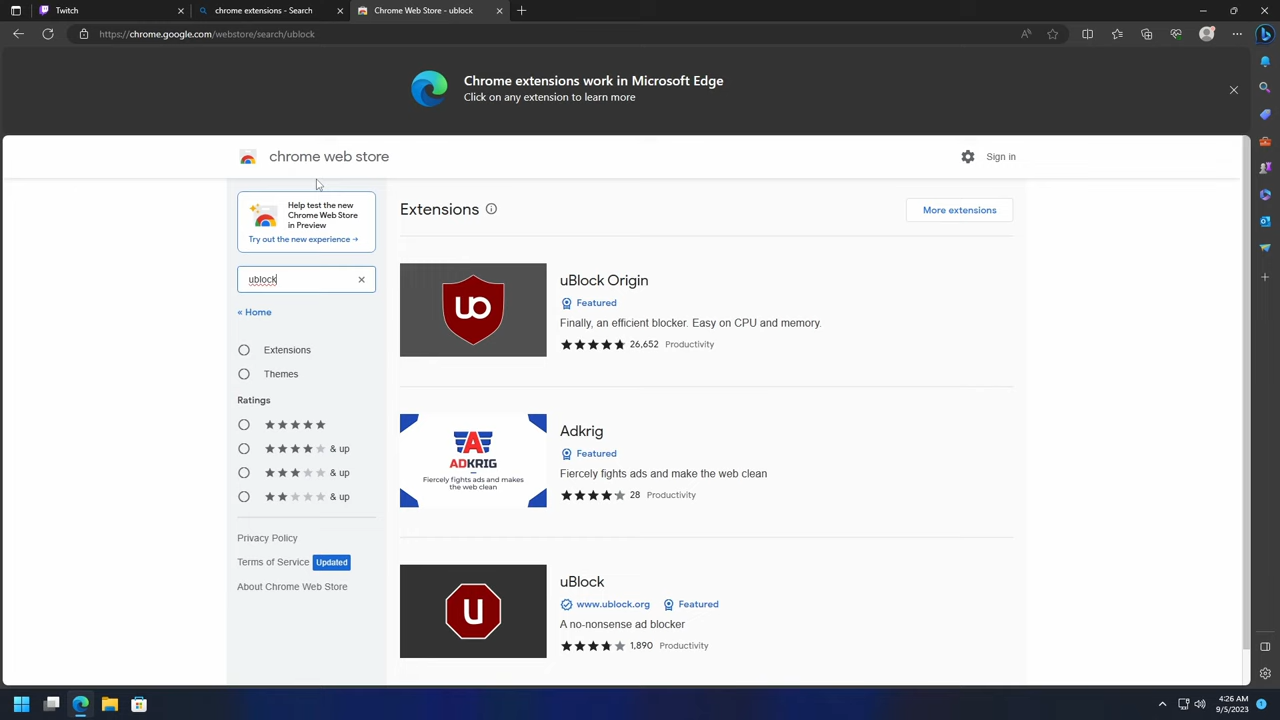 Twitch
chrome extensions - Search
Chrome Web Store - ublock
https://chrome.google.com/webstore/search/ublock
Chrome extensions work in Microsoft Edge
Click on any extension to learn more
chrome web store
Sign in
Help test the new
Chrome Web Store
in Preview
Try out the new experience →
ublock
« Home
Extensions
Themes
Ratings
& up
& up
& up
Privacy Policy
Terms of Service Updated
About Chrome Web Store
Extensions
More extensions
uo
uBlock Origin
Featured
Finally, an efficient blocker. Easy on CPU and memory.
26,652 Productivity
A
ADKRIG
Fiercely fights ads and makes
the web clean
Adkrig
Featured
Fiercely fights ads and make the web clean
28 Productivity
u
uBlock
www.ublock.org Featured
A no-nonsense ad blocker
1,890 Productivity
4:26 AM
9/5/2023
1